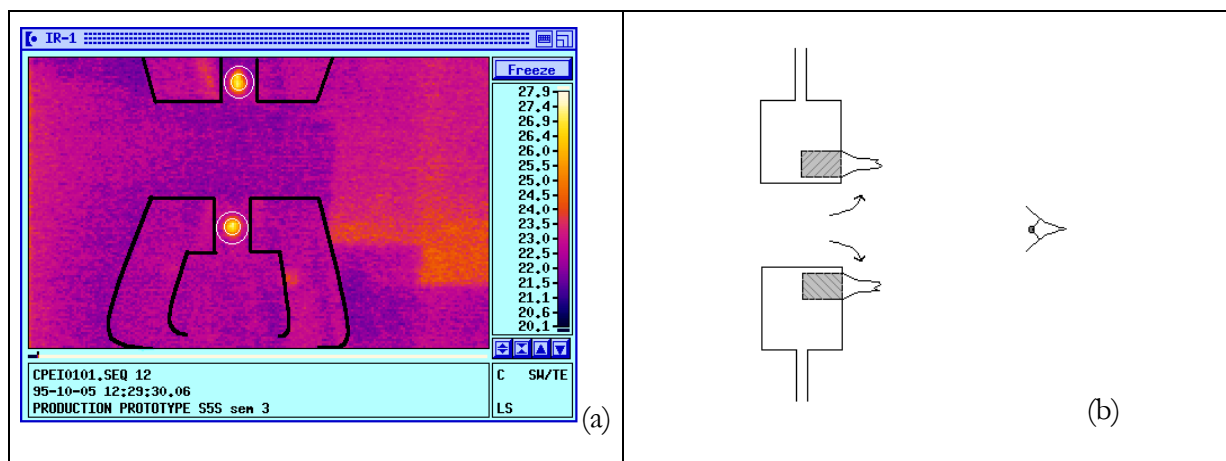 IR-1
Freeze
27.9
27.4
26.9
26.4
26.0
25.5
25.0
24.5
24.0
23.5
23.0
22.5
22.0
21.5
21.1
20.6
20.1
CPEI0101.SEQ 12
95-10-05 12:29:30.06
PRODUCTION PROTOTYPE S5S sem 3
C SW/TE
LS
(a)
(b)